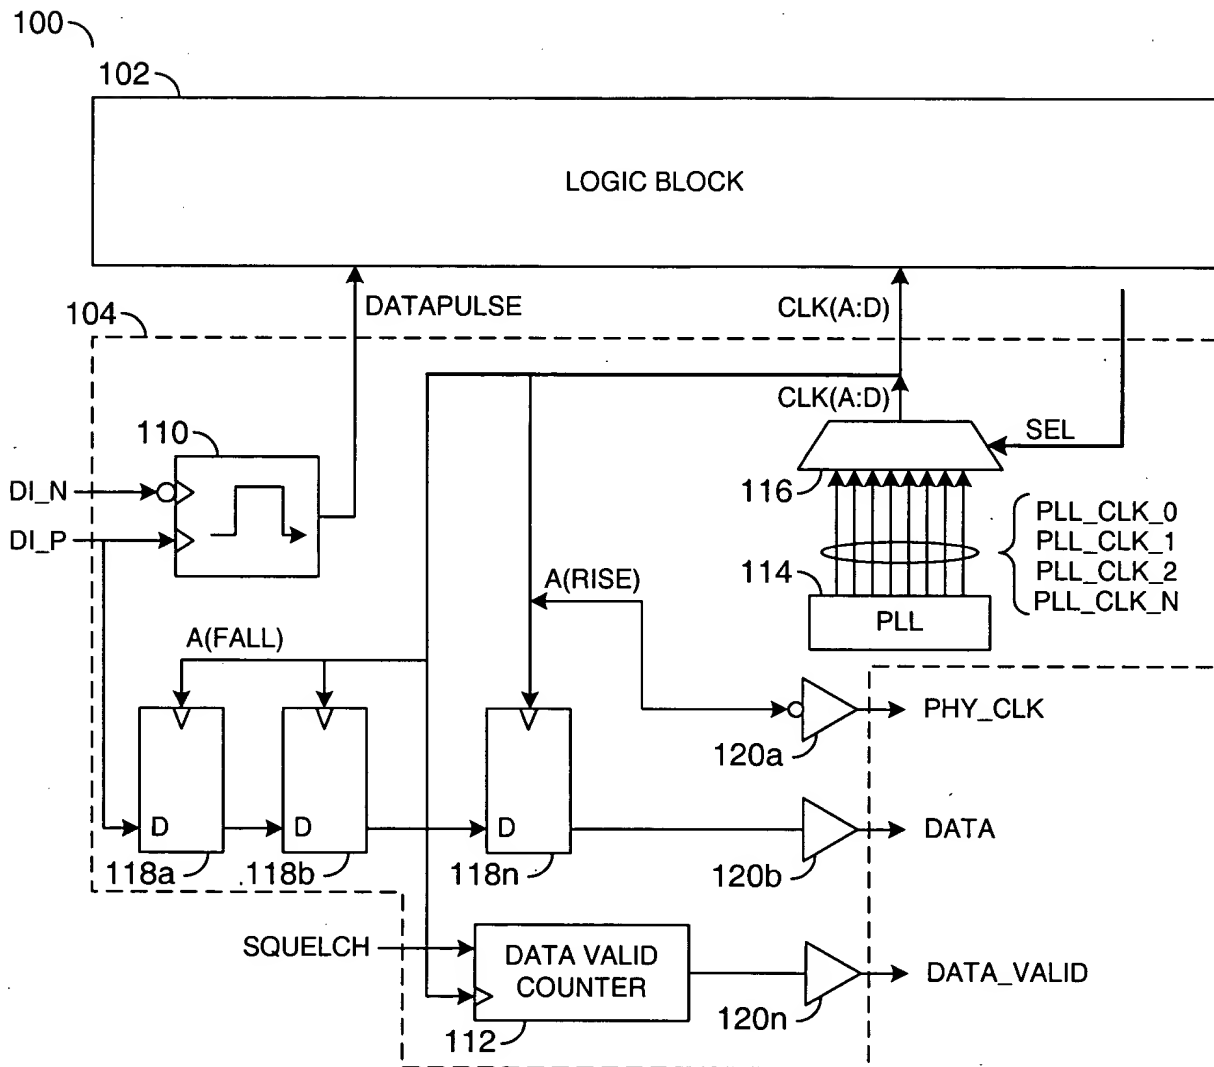 100
102
LOGIC BLOCK
DATAPULSE
CLK(A:D)
104
CLK(A:D)
110
SEL
DI_N
116
DI_P
PLL_CLK_0
PLL_CLK_1
PLL_CLK_2
PLL_CLK_N
114
A(RISE)
PLL
A(FALL)
PHY_CLK
120a
D
D
D
DATA
118a
118b
118n
120b
SQUELCH
DATA VALID
COUNTER
DATA_VALID
112
120n